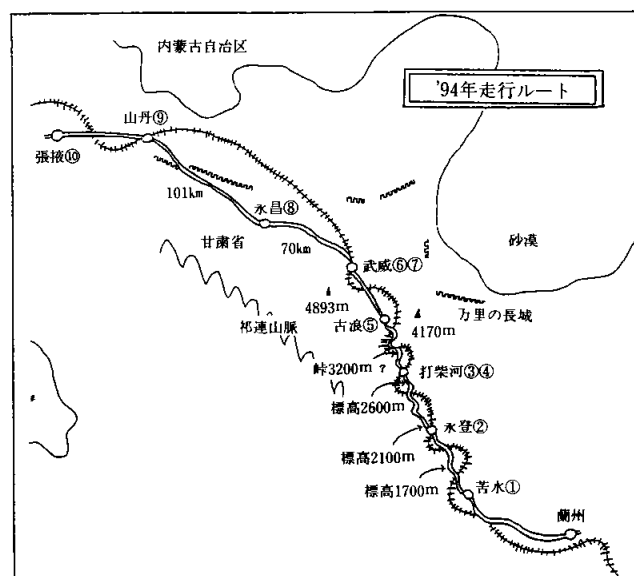 内蒙古自治区
'94年走行ルート
山丹⑨
張掖⑩
101km
永昌⑧
甘粛省
70km
砂漠
武威⑥⑦
4893m
祁連山脈
古浪⑤
4170m
万里の長城
峠3200m?
打柴河③④
標高2600m
永登②
標高2100m
標高1700m
苦水①
蘭州